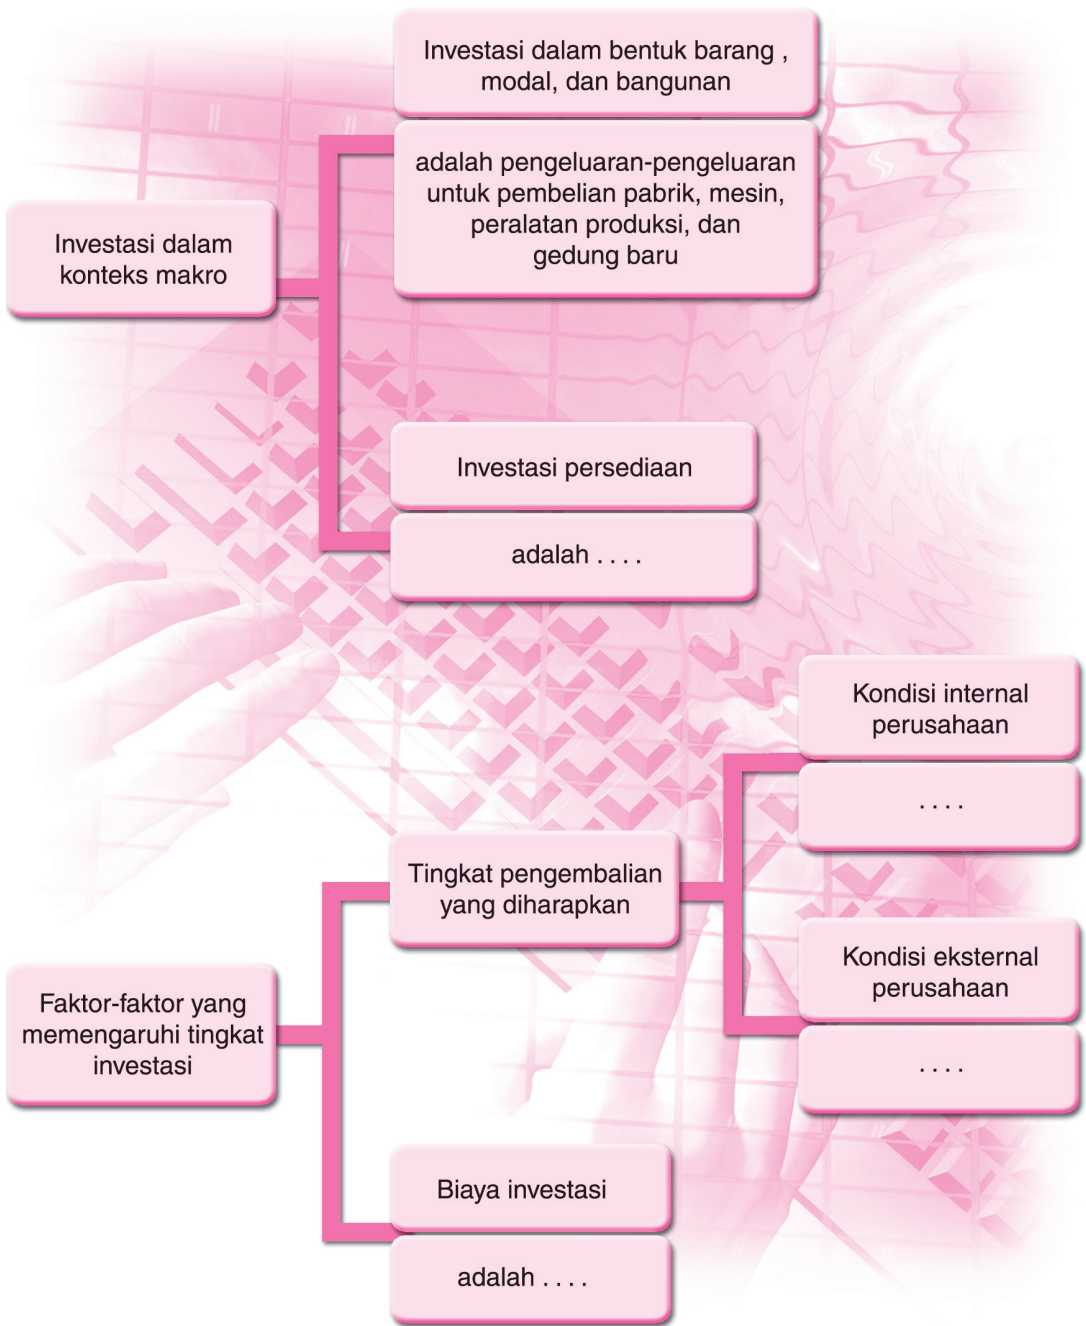 Investasi dalam bentuk barang ,
modal, dan bangunan
adalah pengeluaran-pengeluaran
untuk pembelian pabrik, mesin,
peralatan produksi, dan
gedung baru
Investasi dalam
konteks makro
Investasi persediaan
adalah . . . .
Kondisi internal
perusahaan
. . . .
Tingkat pengembalian
yang diharapkan
Kondisi eksternal
perusahaan
. . . .
Faktor-faktor yang
memengaruhi tingkat
investasi
Biaya investasi
adalah . . . .